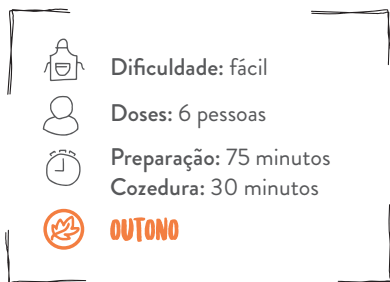 Dificuldade: fácil
Doses: 6 pessoas
Preparação: 75 minutos
Cozedura: 30 minutos
OUTONO